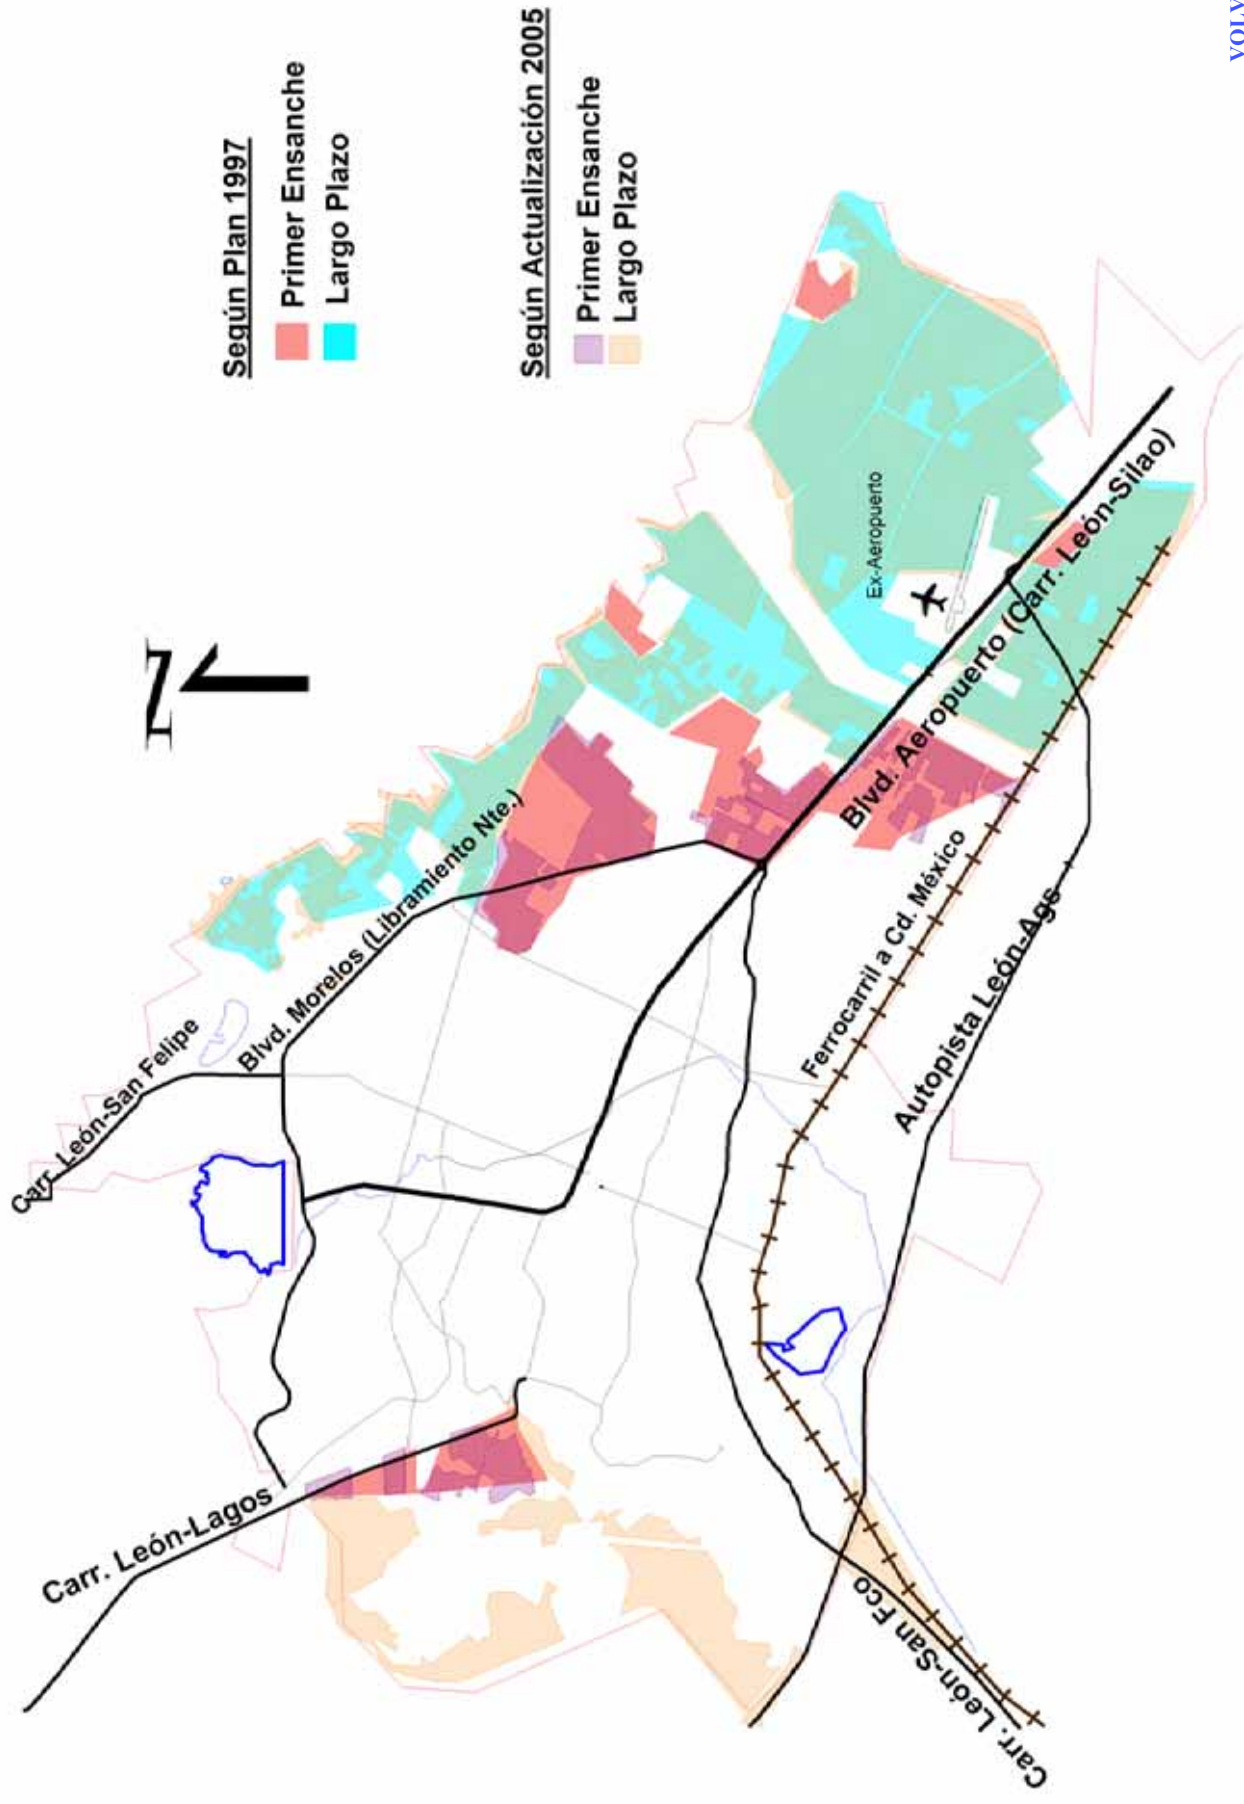 Según Plan 1997
Primer Ensanche
Largo Plazo
Según Actualización 2005
Primer Ensanche
Largo Plazo
N
Carr. León-San Felipe
Blvd. Morelos (Libramiento Nte.)
Carr. León-Lagos
Ex-Aeropuerto
Blvd. Aeropuerto (Carr. León-Silao)
Ferrocarril a Cd. México
Autopista León-Ags
Carr. León-San Fco
VOLV